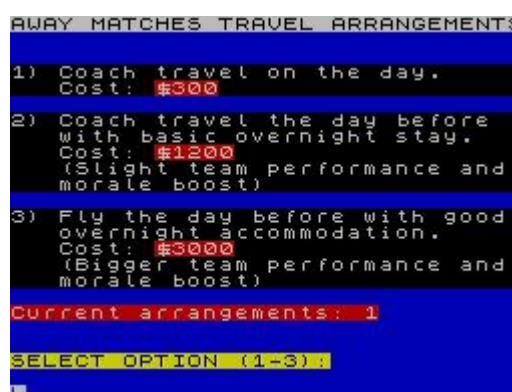 AWAY MATCHES TRAVEL ARRANGEMENTS
1) Coach travel on the day.
Cost: $300
2) Coach travel the day before
with basic overnight stay.
Cost: $1200
(Slight team performance and
morale boost)
3) Fly the day before with good
overnight accommodation.
Cost: $3000
(Bigger team performance and
morale boost)
Current arrangements: 1
SELECT OPTION (1-3):
L